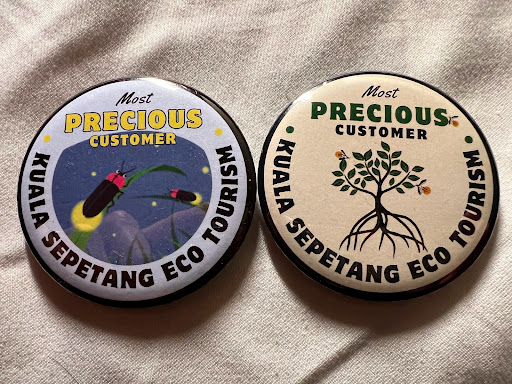 Most
PRECIOUS
CUSTOMER
KUALA SEPETANG ECO TOURISM
Most
PRECIOUS
CUSTOMER
KUALA SEPETANG ECO TOURISM